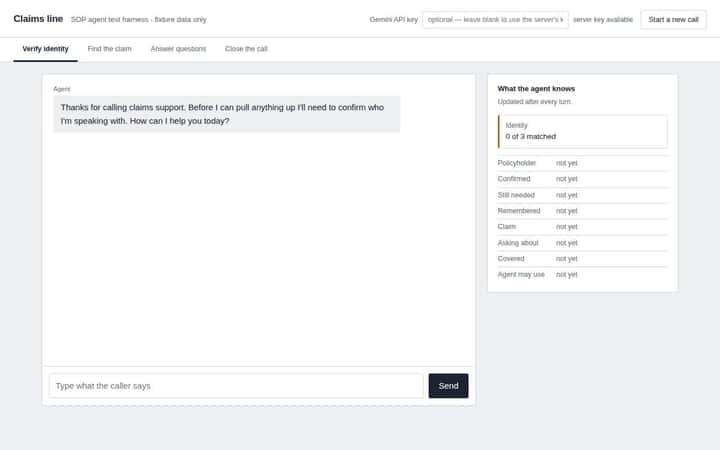 Claims line
SOP agent test harness - fixture data only
Gemini API key
optional — leave blank to use the server's k
server key available
Start a new call
Verify identity
Find the claim
Answer questions
Close the call
Agent
Thanks for calling claims support. Before I can pull anything up I'll need to confirm who
I'm speaking with. How can I help you today?
Type what the caller says
Send
What the agent knows
Updated after every turn.
Identity
0 of 3 matched
Policyholder not yet
Confirmed not yet
Still needed not yet
Remembered not yet
Claim not yet
Asking about not yet
Covered not yet
Agent may use not yet